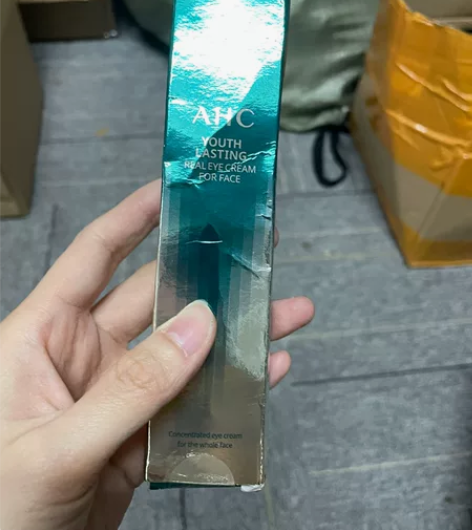 AHC
YOUTH
LASTING
REAL EYE CREAM
FOR FACE
Concentrated eye cream
for the whole face